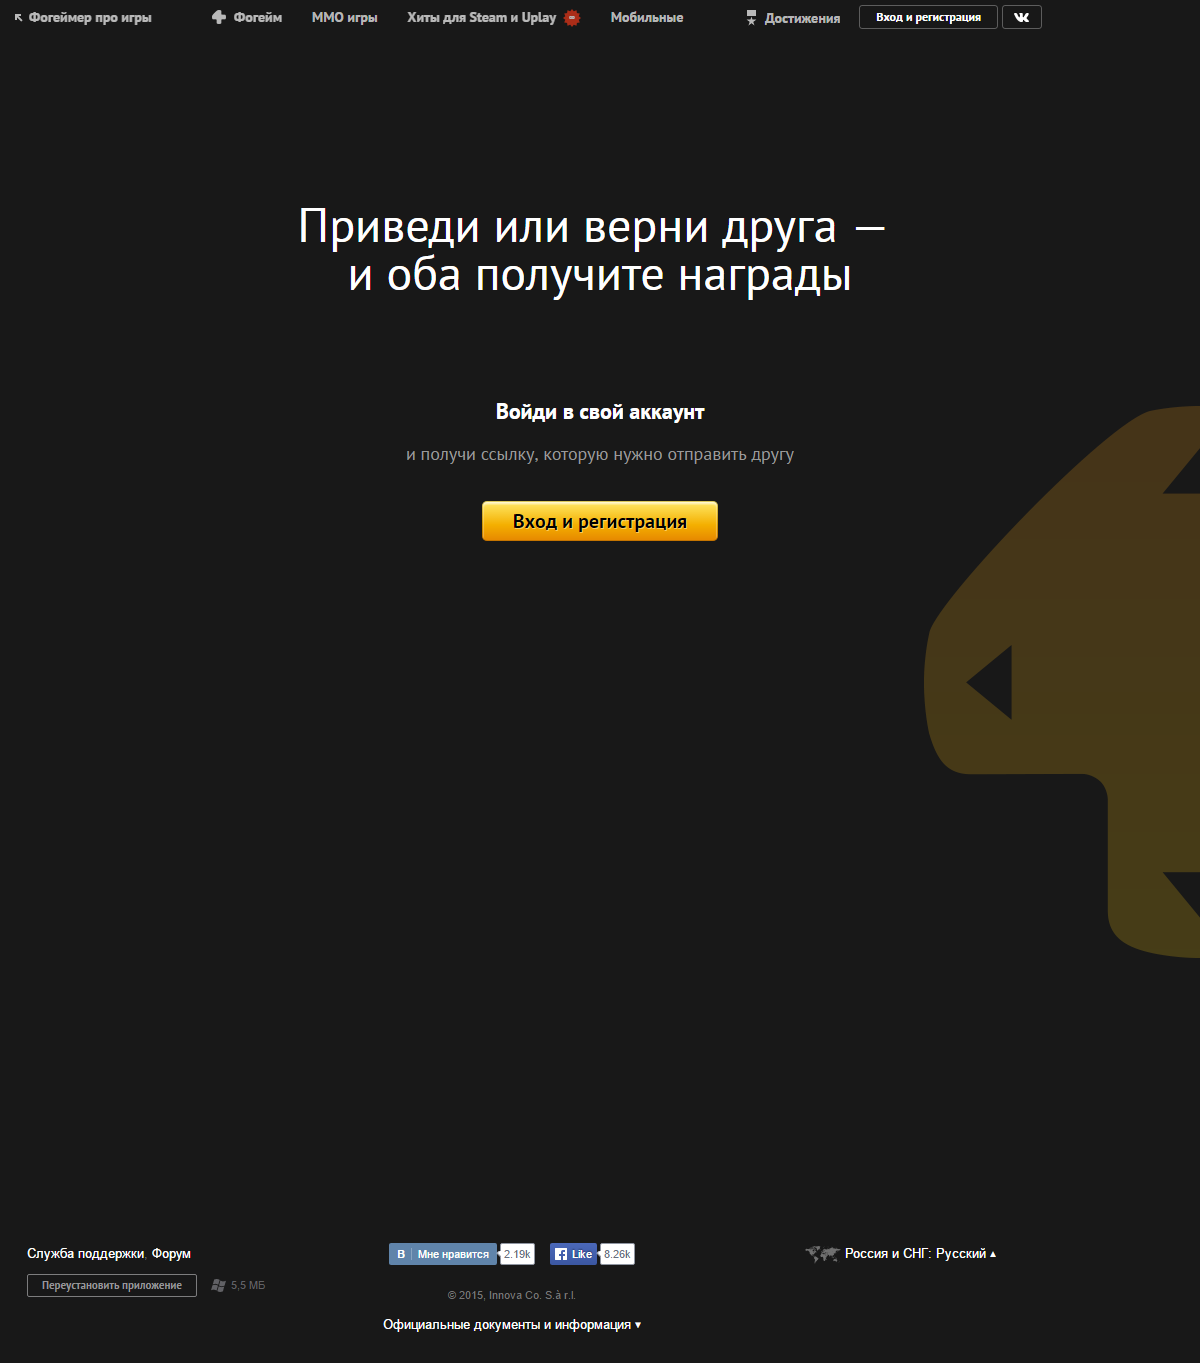 Фогеймер про игры
Фогейм
ММО игры
Хиты для Steam и Uplay
Мобильные
Достижения
Вход и регистрация
Приведи или верни друга —
и оба получите награды
Войди в свой аккаунт
и получи ссылку, которую нужно отправить другу
Вход и регистрация
Служба поддержки, Форум
B Мне нравится 2.19k
Like 8.26k
Россия и СНГ: Русский ▴
Переустановить приложение
5,5 МБ
© 2015, Innova Co. S.à r.l.
Официальные документы и информация ▾